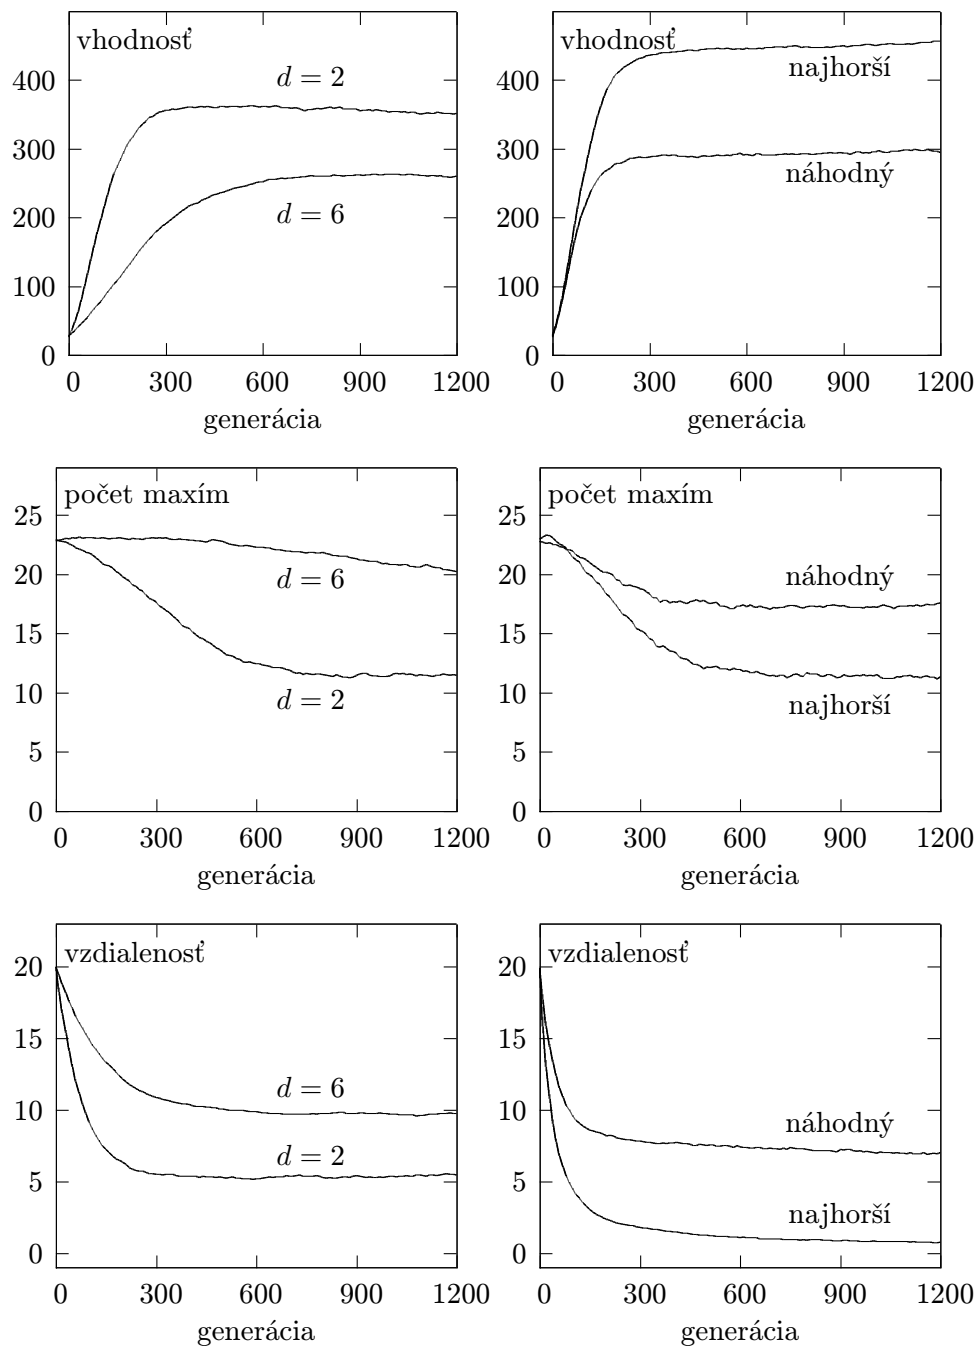 vhodnosť
400
300
200
100
0
d = 2
d = 6
0 300 600 900 1200
generácia
vhodnosť
400
300
200
100
0
najhorší
náhodný
0 300 600 900 1200
generácia
počet maxím
25
20
15
10
5
0
d = 6
d = 2
0 300 600 900 1200
generácia
počet maxím
25
20
15
10
5
0
náhodný
najhorší
0 300 600 900 1200
generácia
vzdialenosť
20
15
10
5
0
d = 6
d = 2
0 300 600 900 1200
generácia
vzdialenosť
20
15
10
5
0
náhodný
najhorší
0 300 600 900 1200
generácia